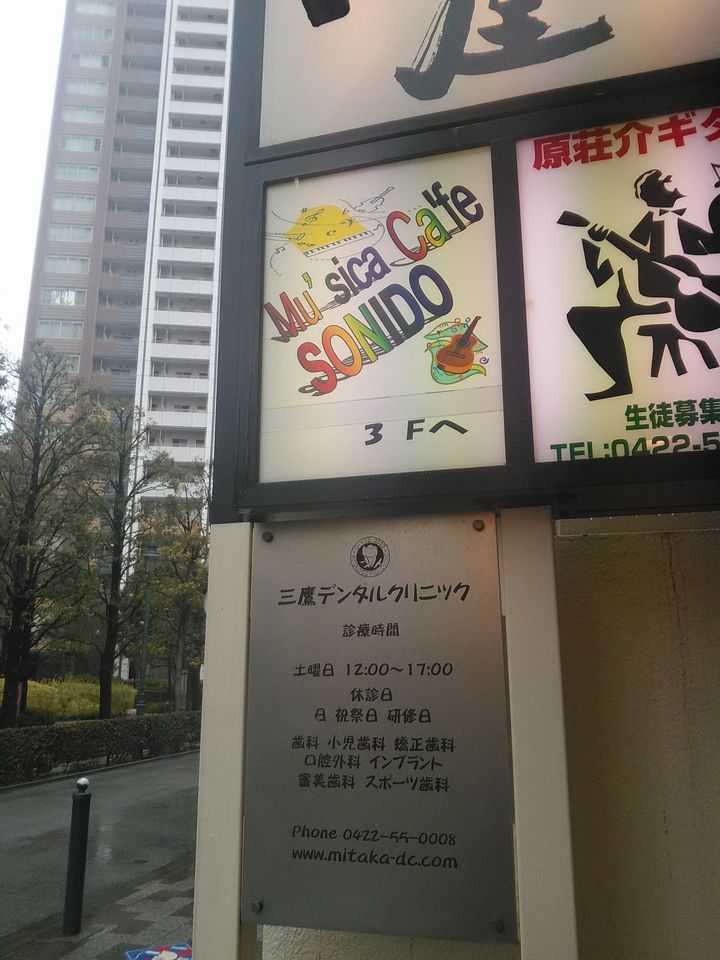 Mu'sica Ca'fe
SONIDO
3 Fへ
原荘介ギタ
生徒募集
TEL:0422-5
三鷹デンタルクリニック
診療時間
土曜日 12:00〜17:00
休診日
日 祝祭日 研修日
歯科 小児歯科 矯正歯科
口腔外科 インプラント
審美歯科 スポーツ歯科
Phone 0422-55-0008
www.mitaka-dc.com